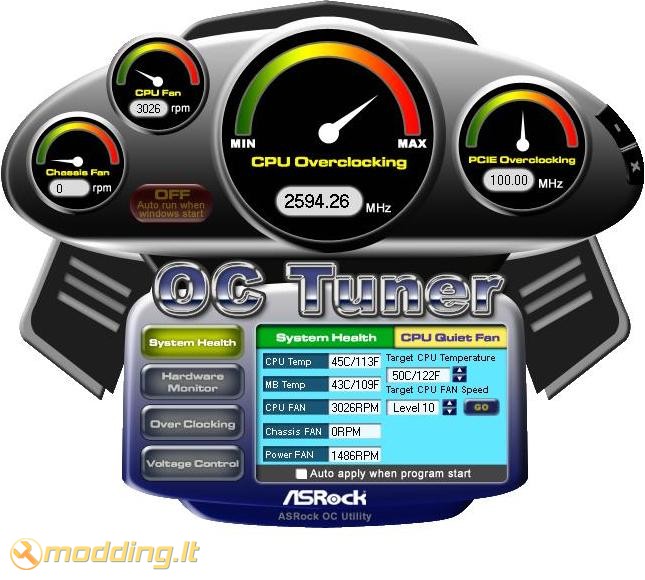 CPU Fan
3026 rpm
Chassis Fan
0 rpm
OFF
Auto run when
windows start
MIN MAX
CPU Overclocking
2594.26 MHz
PCIE Overclocking
100.00 MHz
- x
OC Tuner
System Health
Hardware
Monitor
Over Clocking
Voltage Control
System Health CPU Quiet Fan
CPU Temp 45C/113F
MB Temp 43C/109F
CPU FAN 3026RPM
Chassis FAN 0RPM
Power FAN 1486RPM
Target CPU Temperature
50C/122F
Target CPU FAN Speed
Level 10 GO
Auto apply when program start
ASRock
ASRock OC Utility
modding.lt